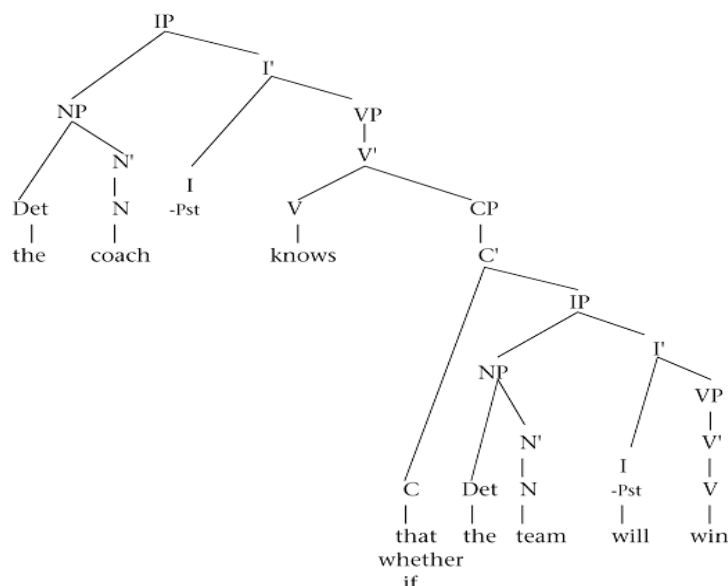 IP
I'
NP VP
N' V'
I
Det N -Pst V CP
the coach knows C'
IP
I'
NP
VP
N' V'
I
C Det N -Pst V
that the team will win
whether
if